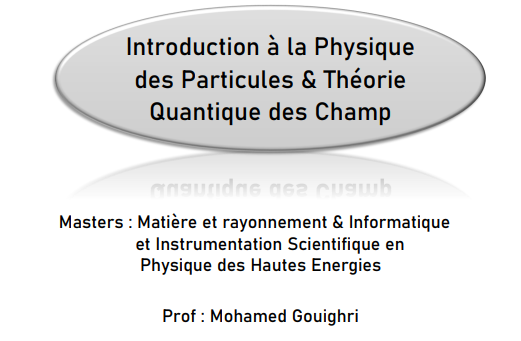 Introduction à la Physique
des Particules & Théorie
Quantique des Champ
Masters : Matière et rayonnement & Informatique
et Instrumentation Scientifique en
Physique des Hautes Energies
Prof : Mohamed Gouighri